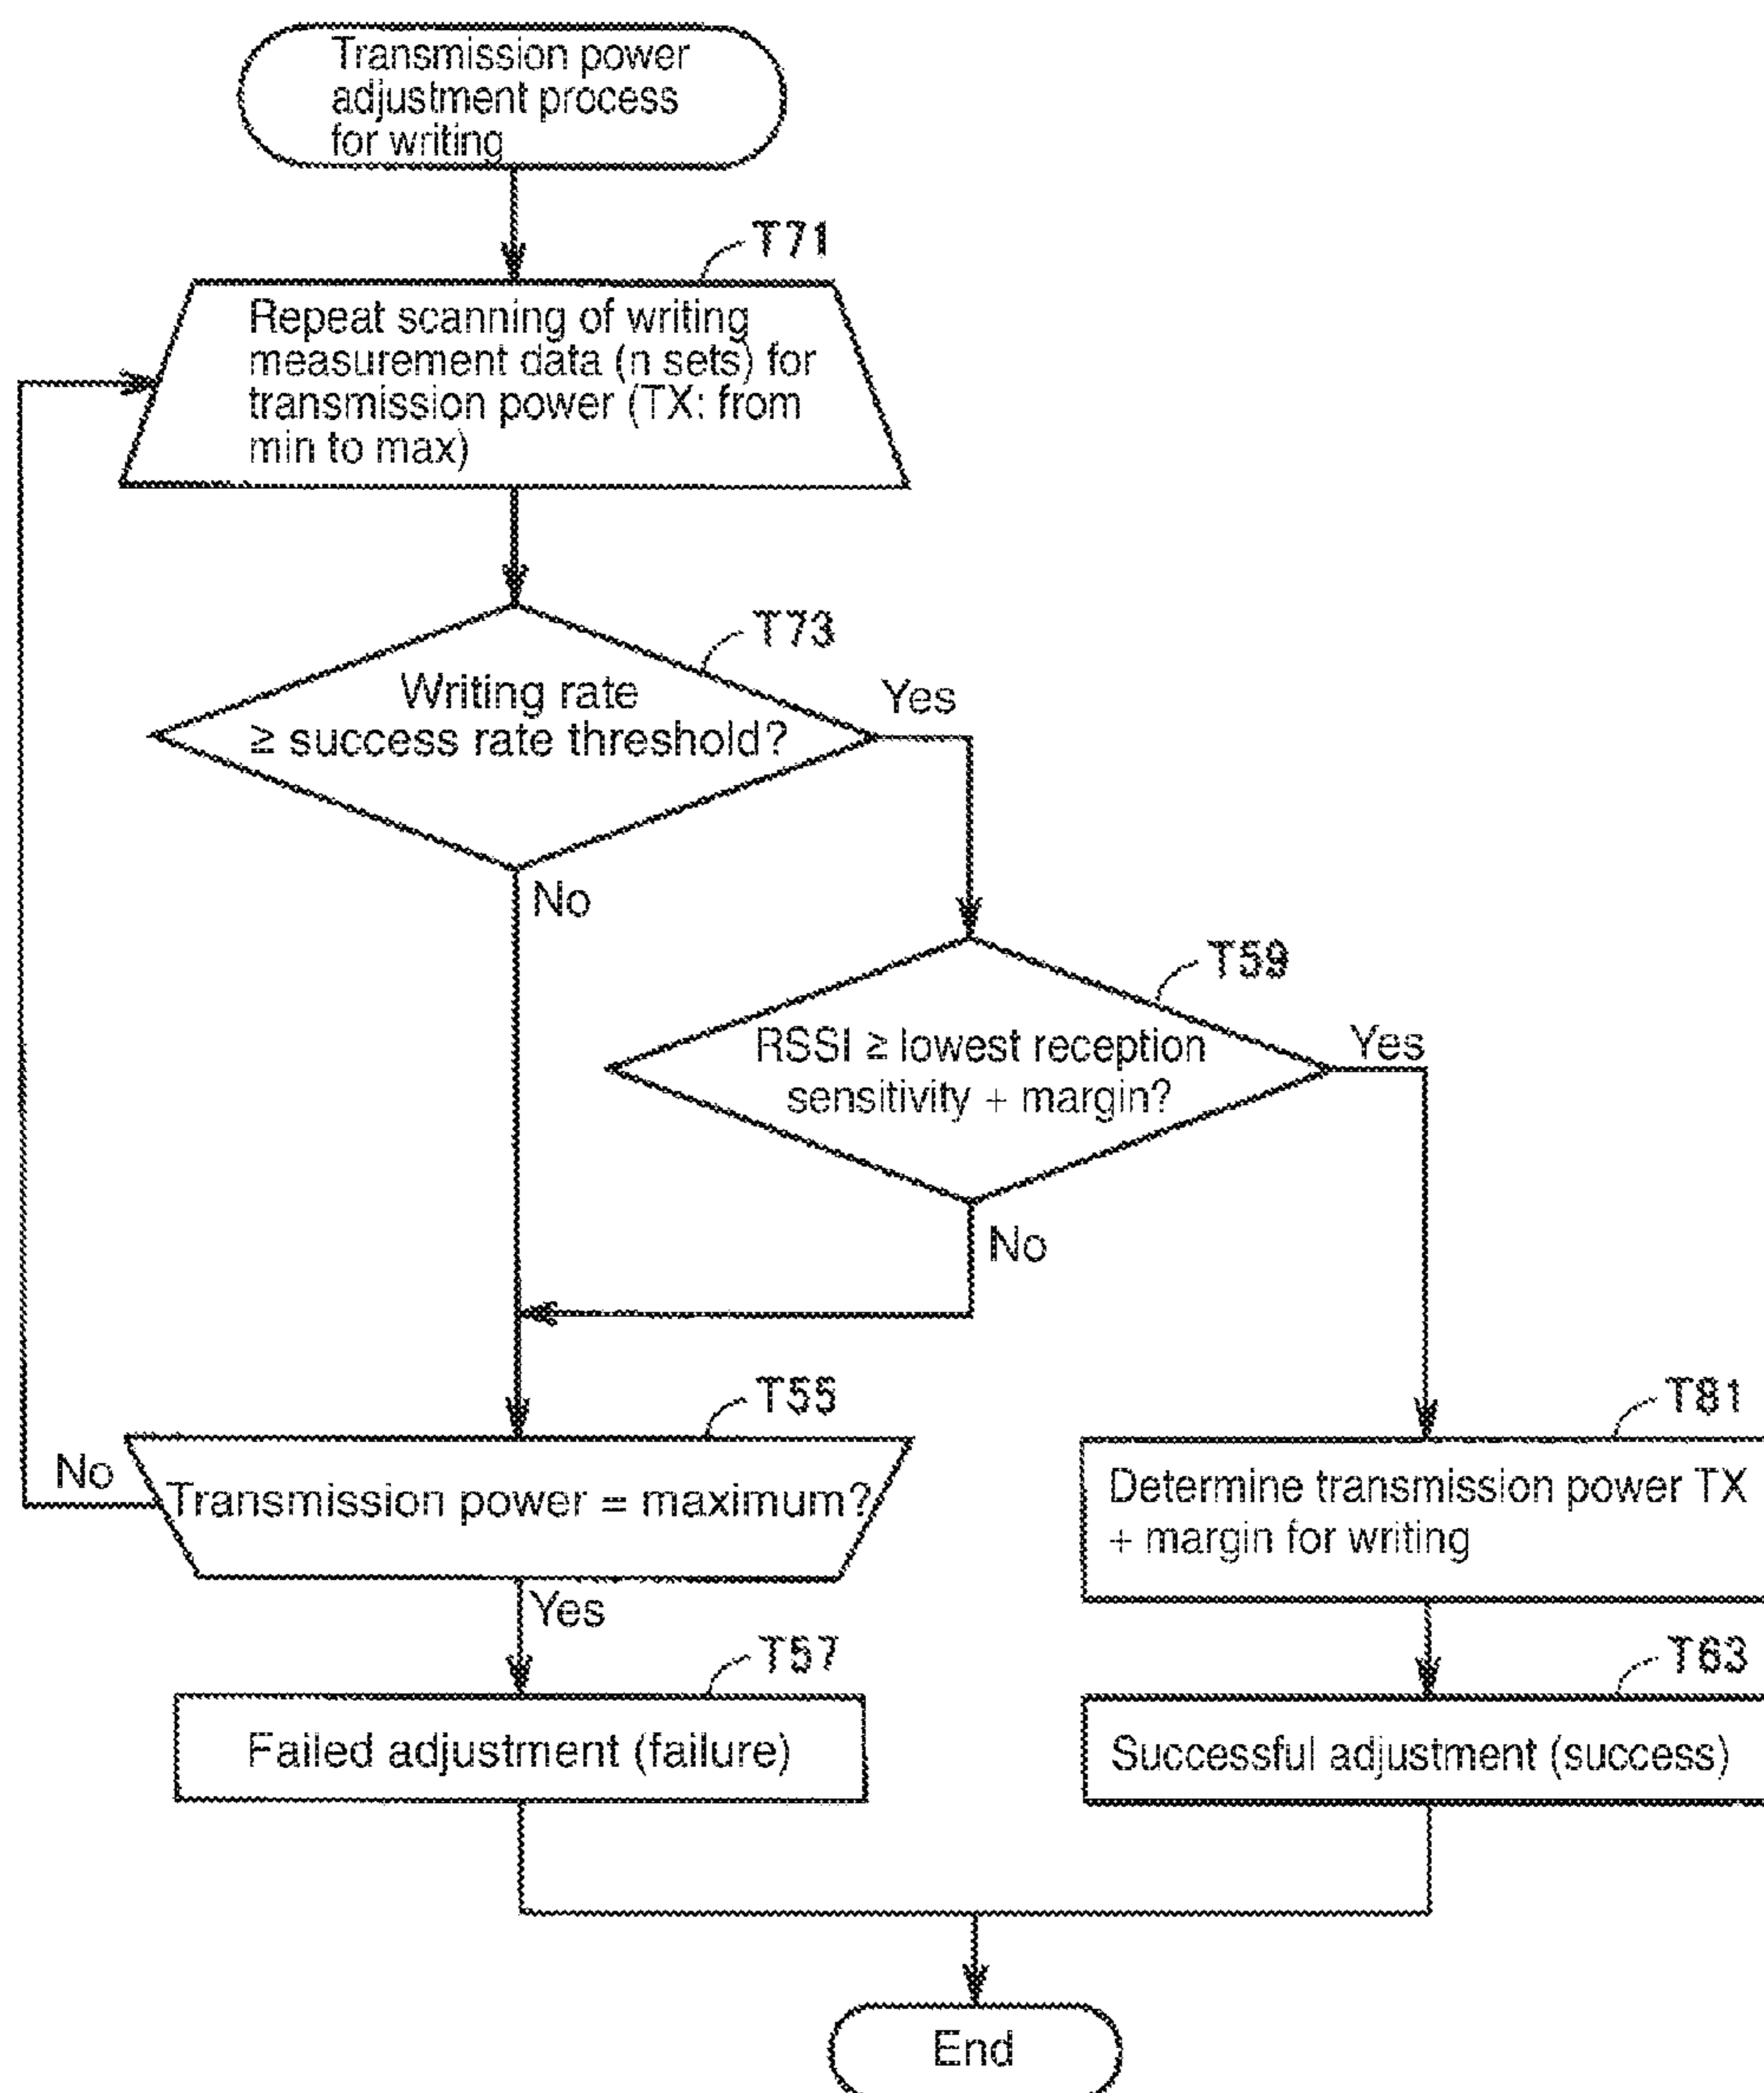 Transmission power
adjustment process
for writing
T71
Repeat scanning of writing
measurement data (n sets) for
transmission power (TX: from
min to max)
T73
Writing rate
≥ success rate threshold?
Yes
No
T59
RSSI ≥ lowest reception
sensitivity + margin?
Yes
No
T55
Transmission power = maximum?
No
Yes
T81
Determine transmission power TX
+ margin for writing
T57
Failed adjustment (failure)
T63
Successful adjustment (success)
End